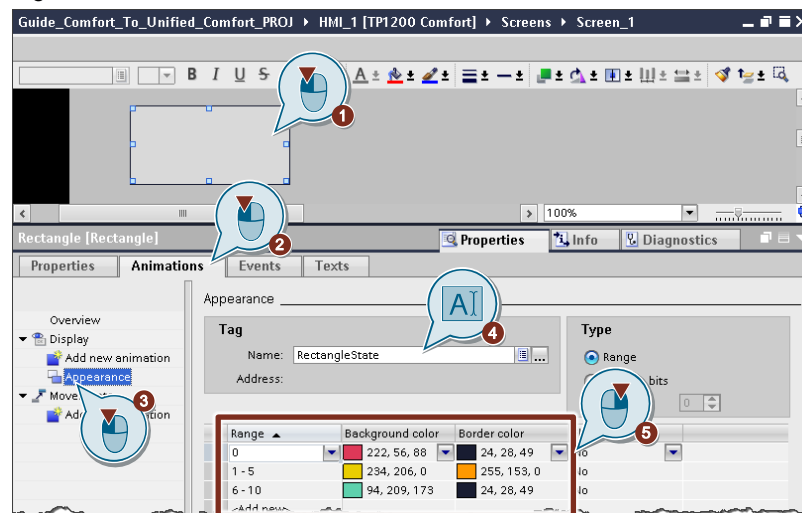 Guide_Comfort_To_Unified_Comfort_PROJ ▸ HMI_1 [TP1200 Comfort] ▸ Screens ▸ Screen_1
B I U S A
1
100%
Rectangle [Rectangle]
Properties Info Diagnostics
2
Properties Animations Events Texts
Appearance
Overview
Display
Add new animation
Appearance
3
Tag
Name: RectangleState
Address:
AI
4
Type
Range
bits
0
5
Range Background color Border color
0 222, 56, 88 24, 28, 49 No
1 - 5 234, 206, 0 255, 153, 0 No
6 - 10 94, 209, 173 24, 28, 49 No
<Add new>